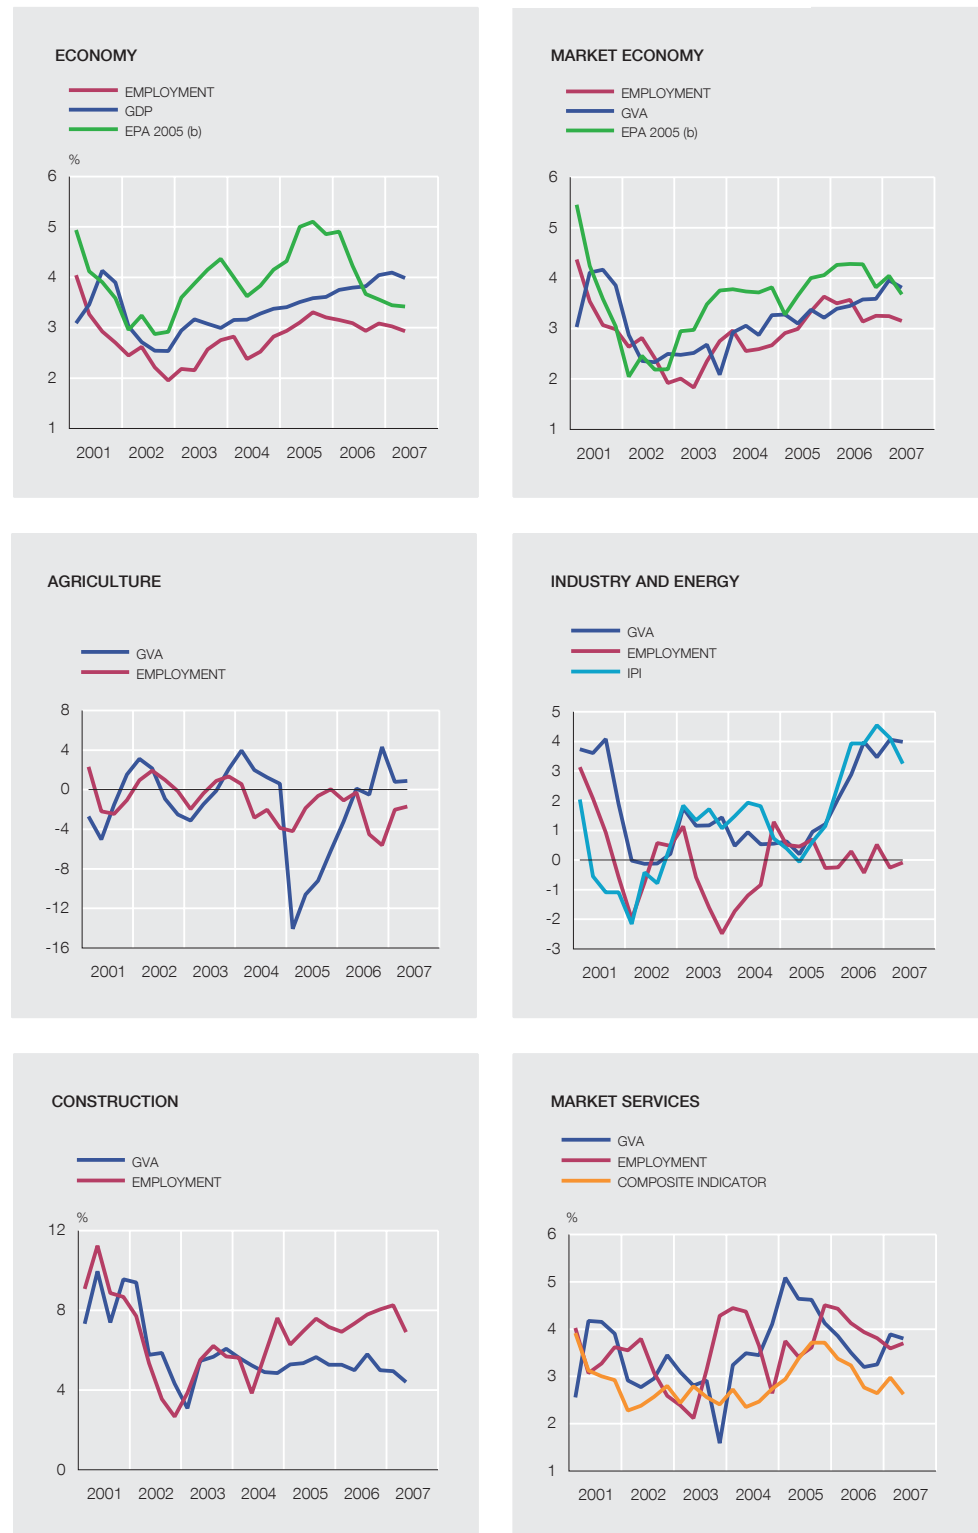 ECONOMY
EMPLOYMENT
GDP
EPA 2005 (b)
%
6
5
4
3
2
1
2001 2002 2003 2004 2005 2006 2007
MARKET ECONOMY
EMPLOYMENT
GVA
EPA 2005 (b)
6
5
4
3
2
1
2001 2002 2003 2004 2005 2006 2007
AGRICULTURE
GVA
EMPLOYMENT
8
4
0
-4
-8
-12
-16
2001 2002 2003 2004 2005 2006 2007
INDUSTRY AND ENERGY
GVA
EMPLOYMENT
IPI
5
4
3
2
1
0
-1
-2
-3
2001 2002 2003 2004 2005 2006 2007
CONSTRUCTION
GVA
EMPLOYMENT
%
12
8
4
0
2001 2002 2003 2004 2005 2006 2007
MARKET SERVICES
GVA
EMPLOYMENT
COMPOSITE INDICATOR
%
6
5
4
3
2
1
2001 2002 2003 2004 2005 2006 2007